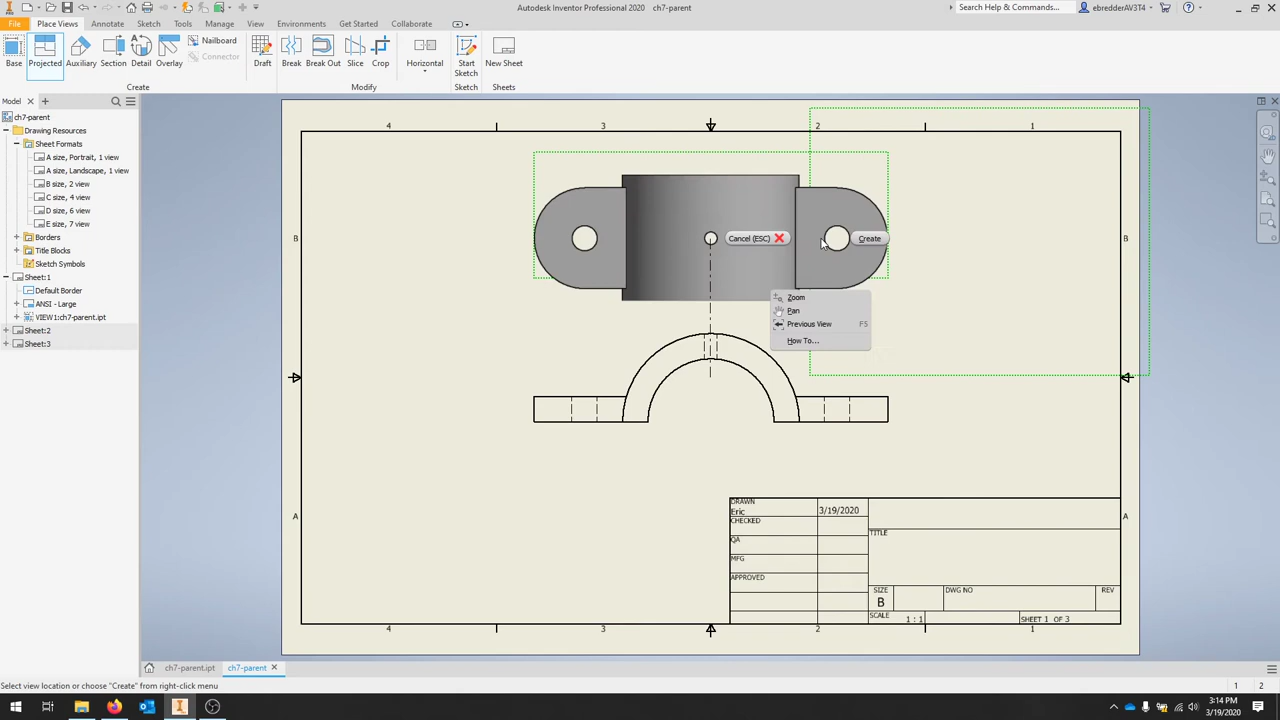 Autodesk Inventor Professional 2020 ch7-parent
Search Help & Commands...
ebredderAV3T4
File Place Views Annotate Sketch Tools Manage View Environments Get Started Collaborate
Base Projected Auxiliary Section Detail Overlay
Nailboard
Connector
Draft Break Break Out Slice Crop Horizontal Start Sketch New Sheet
Create Modify Sketch Sheets
Model
ch7-parent
Drawing Resources
Sheet Formats
A size, Portrait, 1 view
A size, Landscape, 1 view
B size, 2 view
C size, 4 view
D size, 6 view
E size, 7 view
Borders
Title Blocks
Sketch Symbols
Sheet:1
Default Border
ANSI - Large
VIEW1:ch7-parent.ipt
Sheet:2
Sheet:3
4 3 2 1
B B
Cancel (ESC) Create
Zoom
Pan
Previous View F5
How To...
A A
DRAWN
Eric 3/19/2020
CHECKED
QA
MFG
APPROVED
TITLE
SIZE
B
DWG NO
REV
SCALE 1 : 1
SHEET 1 OF 3
4 3 2 1
ch7-parent.ipt ch7-parent
Select view location or choose "Create" from right-click menu
1 2
3:14 PM
3/19/2020